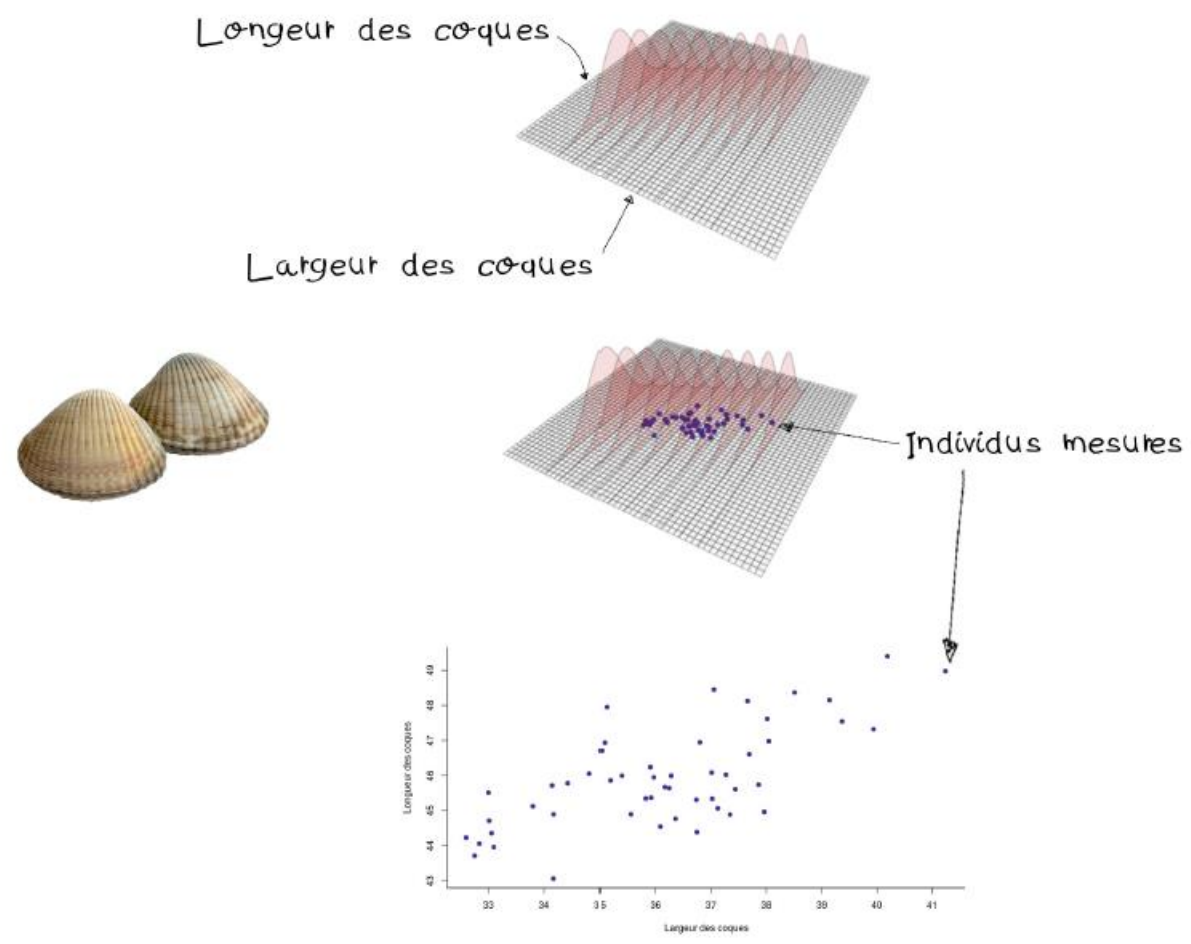 Longeur des coques
Largeur des coques
Individus mesures
Longueur des coques
49
48
47
46
45
44
43
33 34 35 36 37 38 39 40 41
Largeur des coques